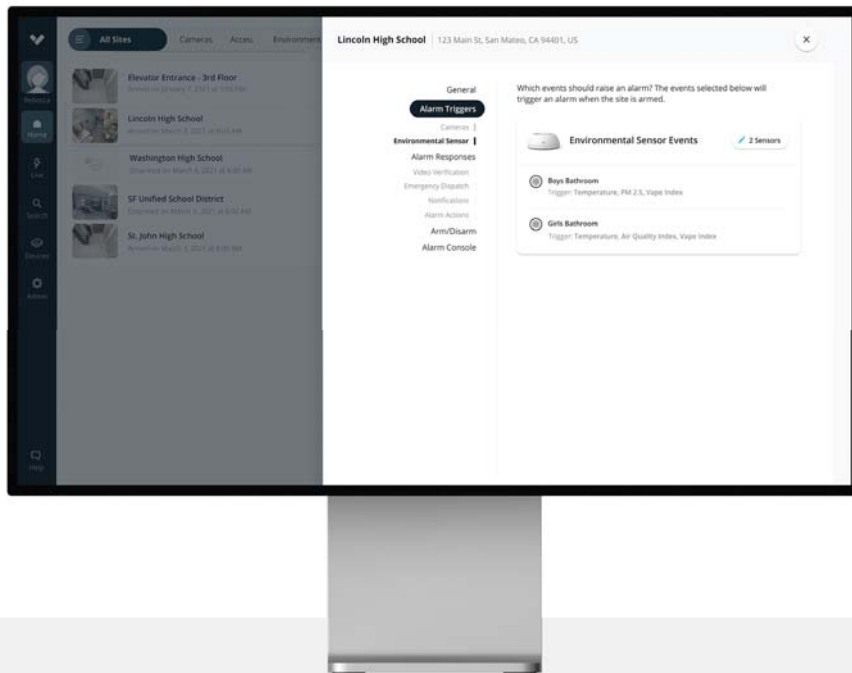 All Sites
Cameras
Access
Environment
Elevator Entrance - 3rd Floor
Lincoln High School
Washington High School
SF Unified School District
St. John High School
Rebecca
Home
Live
Search
Devices
Admin
Help
Lincoln High School
123 Main St, San Mateo, CA 94401, US
General
Alarm Triggers
Cameras
Environmental Sensor
Alarm Responses
Video Verification
Emergency Dispatch
Notifications
Alarm Actions
Arm/Disarm
Alarm Console
Which events should raise an alarm? The events selected below will
trigger an alarm when the site is armed.
Environmental Sensor Events
2 Sensors
Boys Bathroom
Trigger: Temperature, PM 2.5, Vape Index
Girls Bathroom
Trigger: Temperature, Air Quality Index, Vape Index